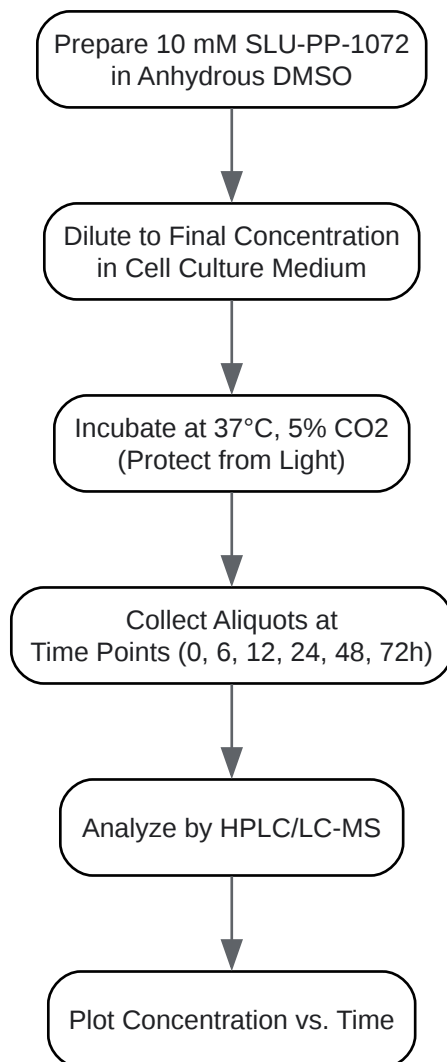 Prepare 10 mM SLU-PP-1072
in Anhydrous DMSO
Dilute to Final Concentration
in Cell Culture Medium
Incubate at 37°C, 5% CO2
(Protect from Light)
Collect Aliquots at
Time Points (0, 6, 12, 24, 48, 72h)
Analyze by HPLC/LC-MS
Plot Concentration vs. Time